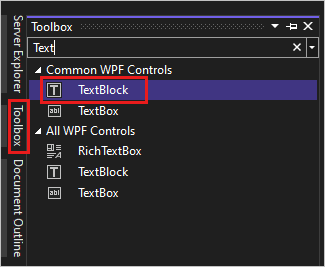 Server Explorer
Toolbox
Document Outline
Toolbox
Text
Common WPF Controls
TextBlock
TextBox
All WPF Controls
RichTextBox
TextBlock
TextBox